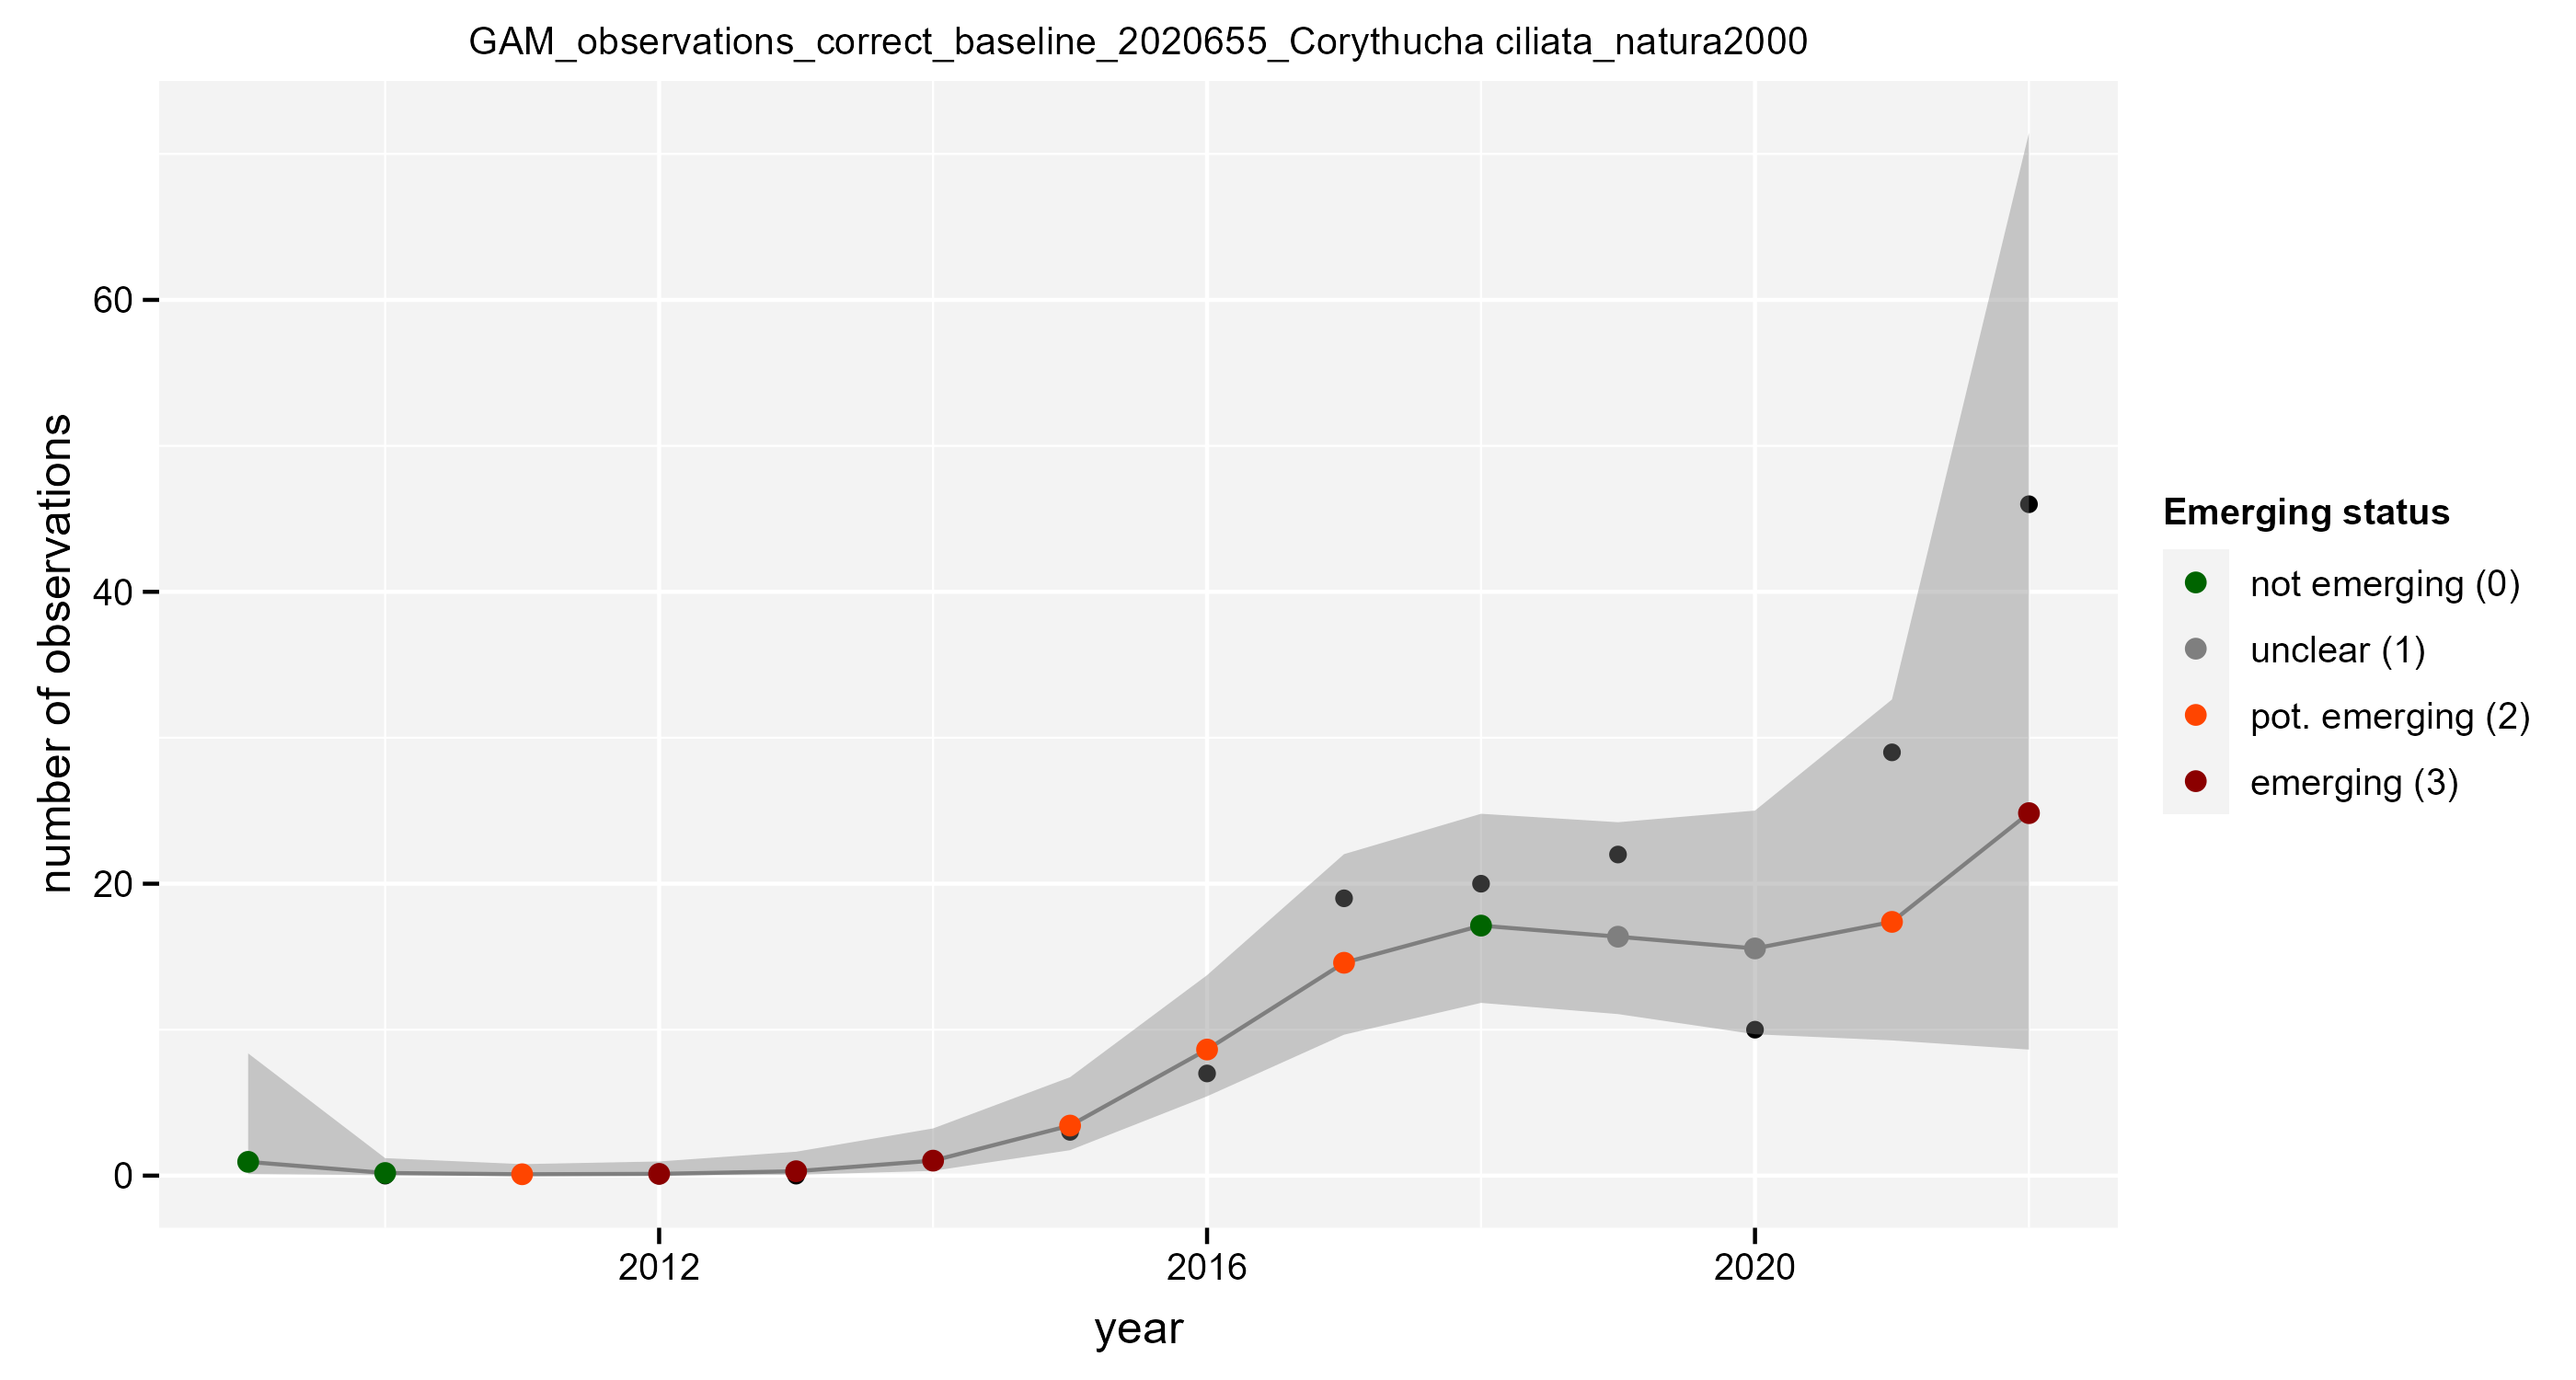 GAM_observations_correct_baseline_2020655_Corythucha ciliata_natura2000
number of observations
60
40
20
0
2012
2016
2020
year
Emerging status
not emerging (0)
unclear (1)
pot. emerging (2)
emerging (3)